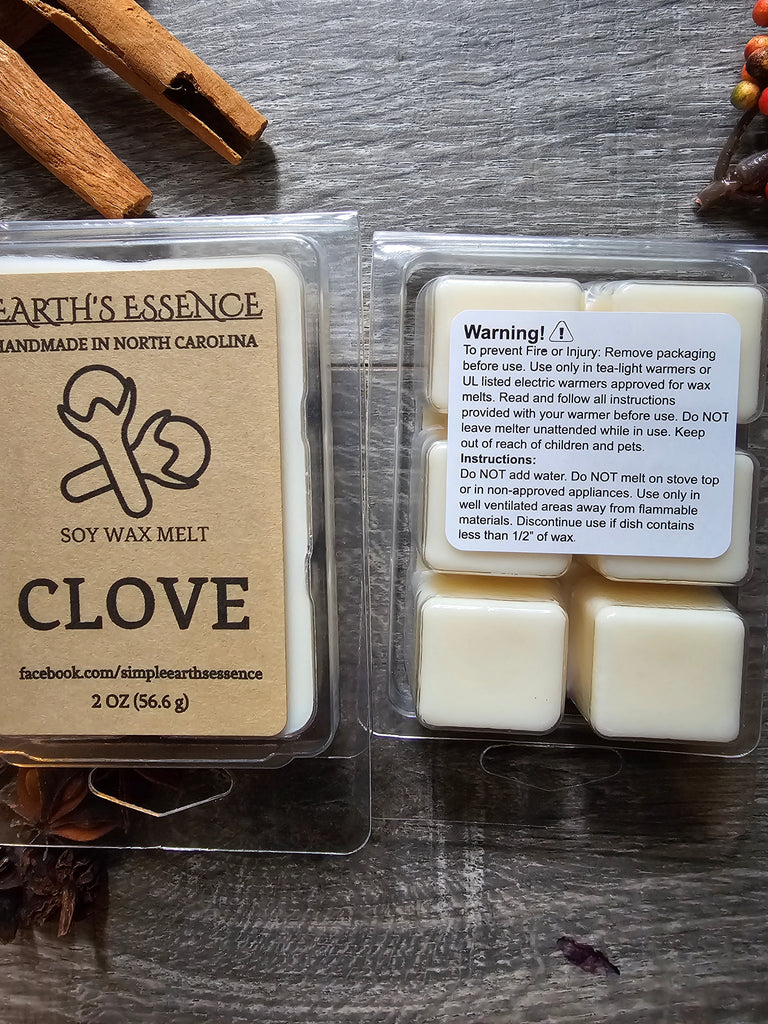 EARTH'S ESSENCE
HANDMADE IN NORTH CAROLINA
SOY WAX MELT
CLOVE
facebook.com/simpleearthsessence
2 OZ (56.6 g)
Warning!
To prevent Fire or Injury: Remove packaging
before use. Use only in tea-light warmers or
UL listed electric warmers approved for wax
melts. Read and follow all instructions
provided with your warmer before use. Do NOT
leave melter unattended while in use. Keep
out of reach of children and pets.
Instructions:
Do NOT add water. Do NOT melt on stove top
or in non-approved appliances. Use only in
well ventilated areas away from flammable
materials. Discontinue use if dish contains
less than 1/2" of wax.